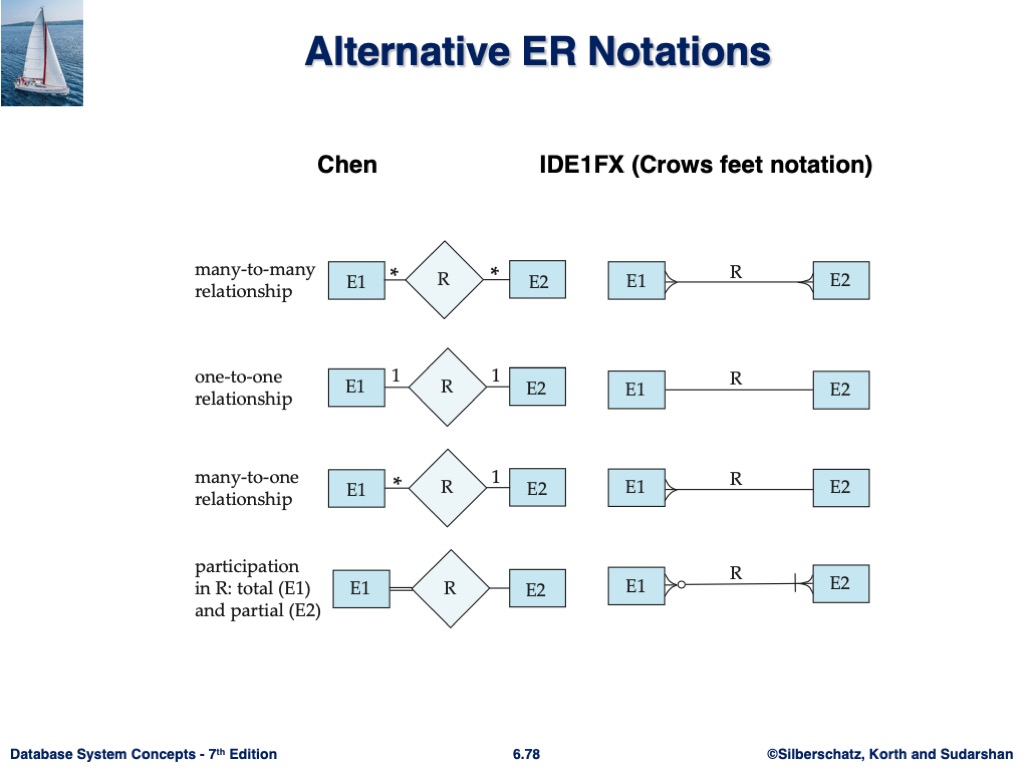 Alternative ER Notations
Chen
IDE1FX (Crows feet notation)
many-to-many
relationship
E1 * R * E2
E1 R E2
one-to-one
relationship
E1 1 R 1 E2
E1 R E2
many-to-one
relationship
E1 * R 1 E2
E1 R E2
participation
in R: total (E1)
and partial (E2)
E1 R E2
E1 R E2
Database System Concepts - 7th Edition
6.78
©Silberschatz, Korth and Sudarshan